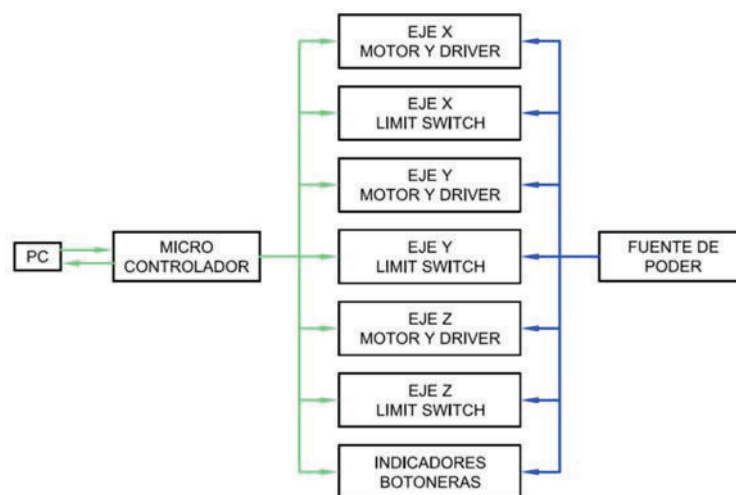 EJE X
MOTOR Y DRIVER
EJE X
LIMIT SWITCH
EJE Y
MOTOR Y DRIVER
PC
MICRO
CONTROLADOR
EJE Y
LIMIT SWITCH
FUENTE DE
PODER
EJE Z
MOTOR Y DRIVER
EJE Z
LIMIT SWITCH
INDICADORES
BOTONERAS